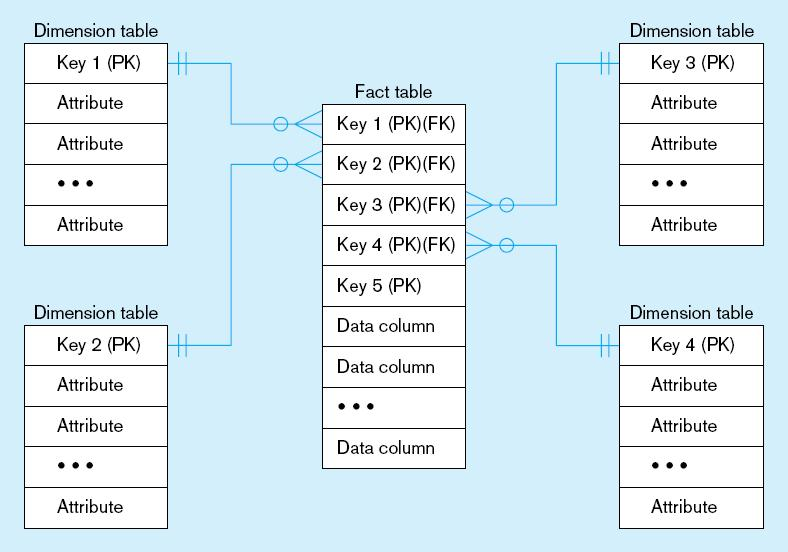 Dimension table
Key 1 (PK)
Attribute
Attribute
•••
Attribute
Dimension table
Key 2 (PK)
Attribute
Attribute
•••
Attribute
Fact table
Key 1 (PK)(FK)
Key 2 (PK)(FK)
Key 3 (PK)(FK)
Key 4 (PK)(FK)
Key 5 (PK)
Data column
Data column
•••
Data column
Dimension table
Key 3 (PK)
Attribute
Attribute
•••
Attribute
Dimension table
Key 4 (PK)
Attribute
Attribute
•••
Attribute